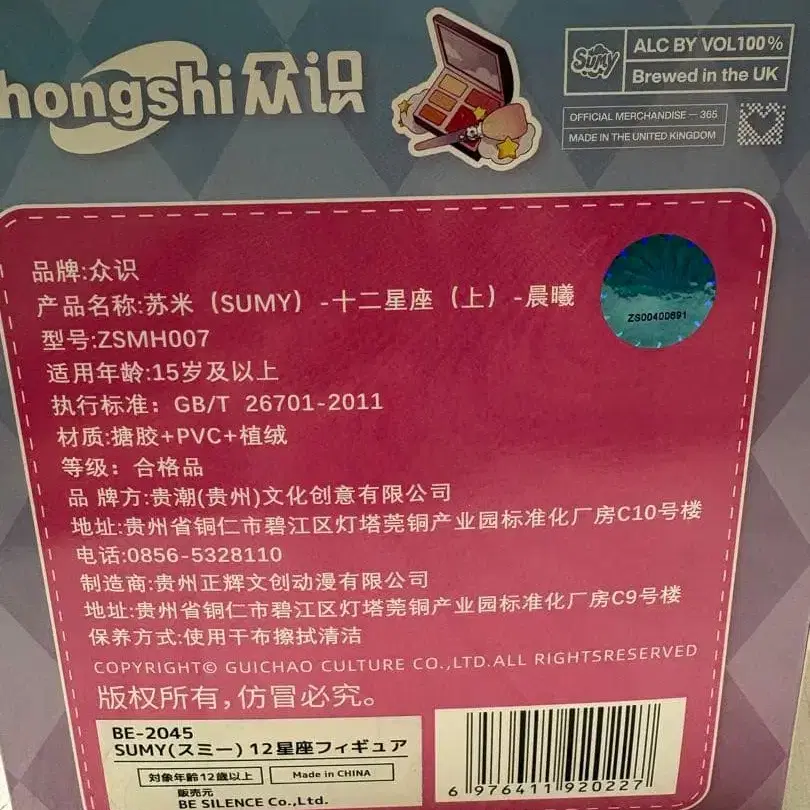 hongshi众识
Sumy
ALC BY VOL100%
Brewed in the UK
OFFICIAL MERCHANDISE — 365
MADE IN THE UNITED KINGDOM
ZS00400691
品牌:众识
产品名称:苏米（SUMY）-十二星座（上）-晨曦
型号:ZSMH007
适用年龄:15岁及以上
执行标准：GB/T 26701-2011
材质:搪胶+PVC+植绒
等级：合格品
品 牌方:贵潮(贵州)文化创意有限公司
地址:贵州省铜仁市碧江区灯塔莞铜产业园标准化厂房C10号楼
电话:0856-5328110
制造商:贵州正辉文创动漫有限公司
地址:贵州省铜仁市碧江区灯塔莞铜产业园标准化厂房C9号楼
保养方式:使用干布擦拭清洁
COPYRIGHT© GUICHAO CULTURE CO.,LTD.ALL RIGHTSRESERVED
版权所有,仿冒必究。
BE-2045
SUMY(スミー) 12星座フィギュア
対象年齢12歳以上
Made in CHINA
販売元
BE SILENCE Co.,Ltd.
6 976411 920227